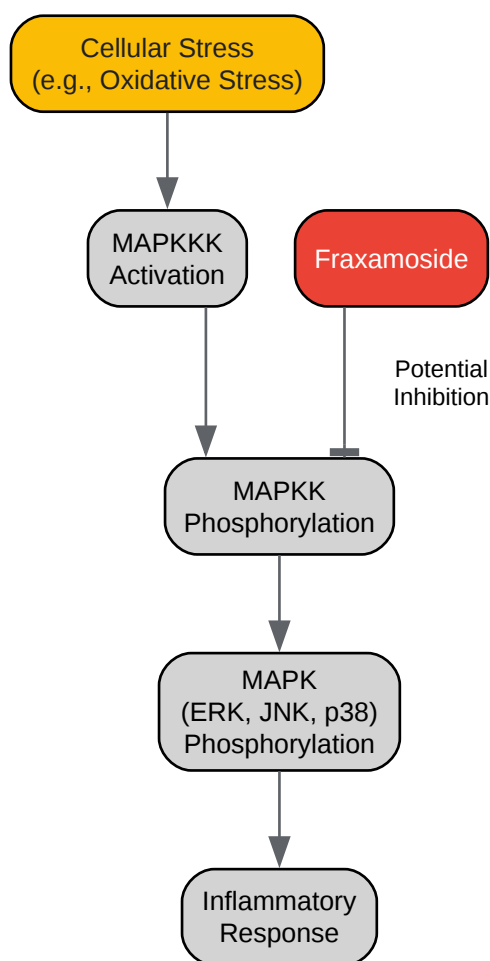 Cellular Stress
(e.g., Oxidative Stress)
MAPKKK
Activation
Fraxamoside
Potential
Inhibition
MAPKK
Phosphorylation
MAPK
(ERK, JNK, p38)
Phosphorylation
Inflammatory
Response